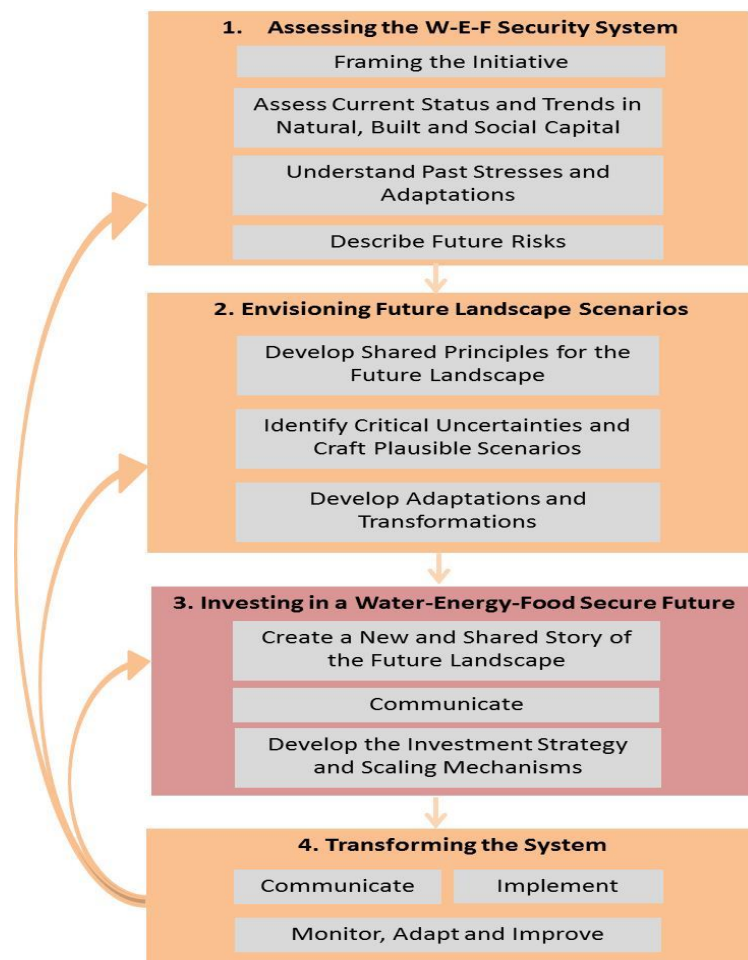 1. Assessing the W-E-F Security System
Framing the Initiative
Assess Current Status and Trends in
Natural, Built and Social Capital
Understand Past Stresses and
Adaptations
Describe Future Risks
2. Envisioning Future Landscape Scenarios
Develop Shared Principles for the
Future Landscape
Identify Critical Uncertainties and
Craft Plausible Scenarios
Develop Adaptations and
Transformations
3. Investing in a Water-Energy-Food Secure Future
Create a New and Shared Story of
the Future Landscape
Communicate
Develop the Investment Strategy
and Scaling Mechanisms
4. Transforming the System
Communicate
Implement
Monitor, Adapt and Improve